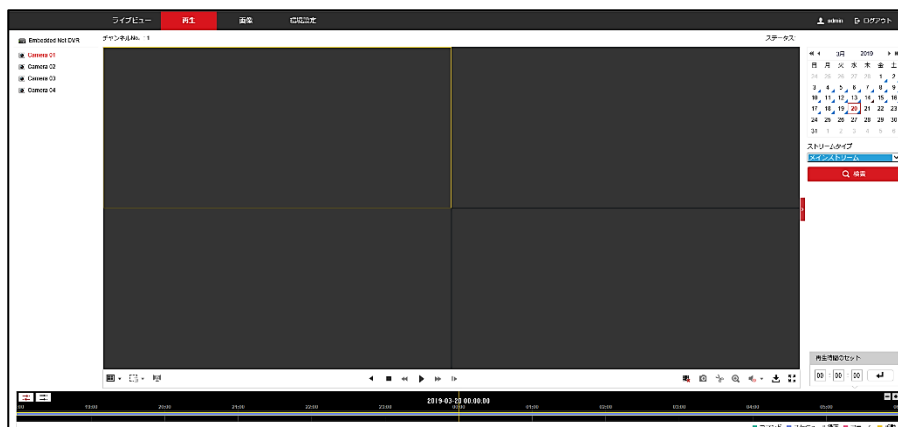 ライブビュー 再生 画像 環境設定 admin ログアウト
Embedded Net DVR
チャンネルNo. : 1
ステータス:
Camera 01
Camera 02
Camera 03
Camera 04
3月 2019
日 月 火 水 木 金 土
24 25 26 27 28 1 2
3 4 5 6 7 8 9
10 11 12 13 14 15 16
17 18 19 20 21 22 23
24 25 26 27 28 29 30
31 1 2 3 4 5 6
ストリームタイプ
メインストリーム
検索
再生時間のセット
00 : 00 : 00
2019-03-20 00:00:00
19:00 20:00 21:00 22:00 23:00 00:00 01:00 02:00 03:00 04:00 05:00